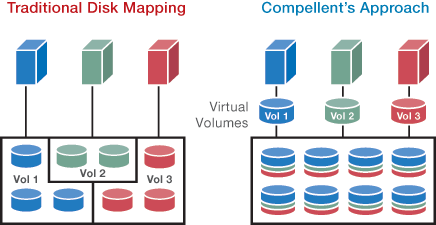 Traditional Disk Mapping
Compellent's Approach
Virtual
Volumes
Vol 1
Vol 2
Vol 3
Vol 1
Vol 2
Vol 3